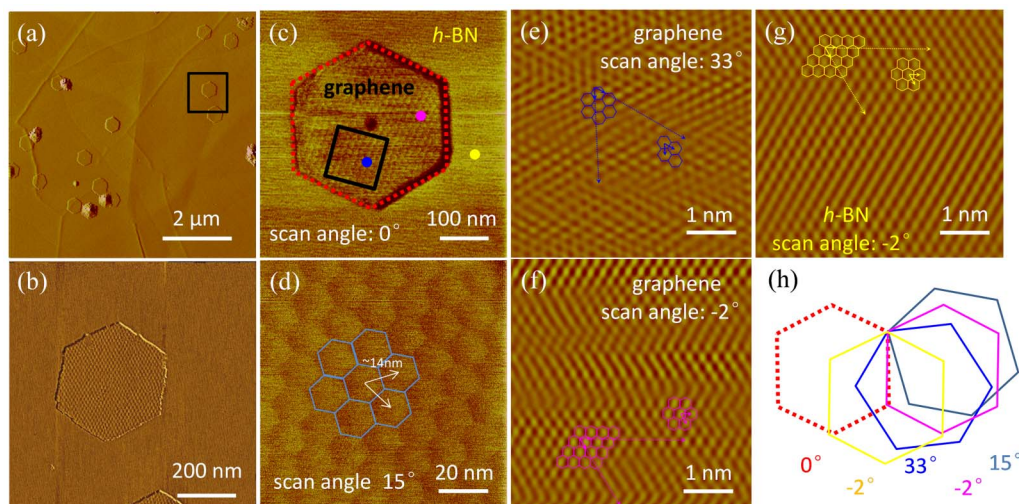 (a)
2 μm
(b)
200 nm
(c)
h-BN
graphene
100 nm
scan angle: 0°
(d)
~14nm
scan angle 15°
20 nm
(e)
graphene
scan angle: 33°
1 nm
(f)
graphene
scan angle: -2°
1 nm
(g)
h-BN
1 nm
scan angle: -2°
(h)
0°
-2°
33°
-2°
15°